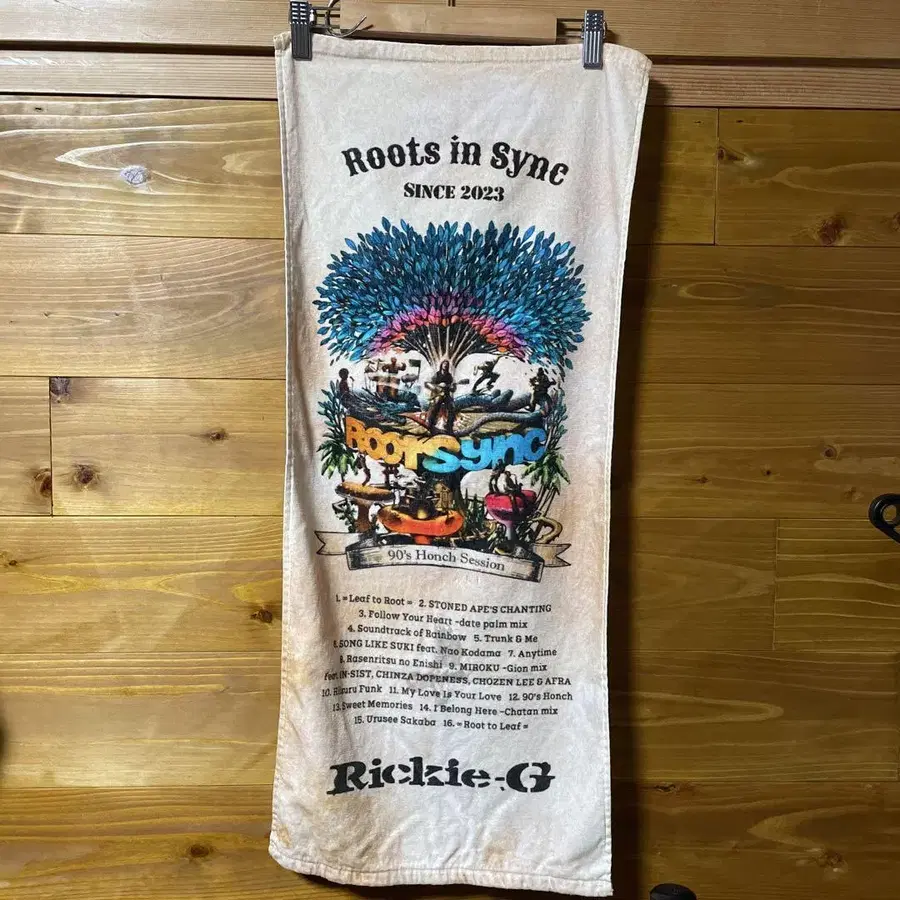 Roots in Sync
SINCE 2023
ROOTSYNC
90's Honch Session
1. =Leaf to Root= 2. STONED APE'S CHANTING
3. Follow Your Heart -date palm mix
4. Soundtrack of Rainbow 5. Trunk & Me
6. SONG LIKE SUKI feat. Nao Kodama 7. Anytime
8. Rasenritsu no Enishi 9. MIROKU -Gion mix
feat. IN-SIST, CHINZA DOPENESS, CHOZEN LEE & AFRA
10. Funk 11. My Love Is Your Love 12. 90's Honch
13. Sweet Memories 14. I Belong Here -Chatan mix
15. Urusee Sakaba 16. =Root to Leaf=
Rickie-G